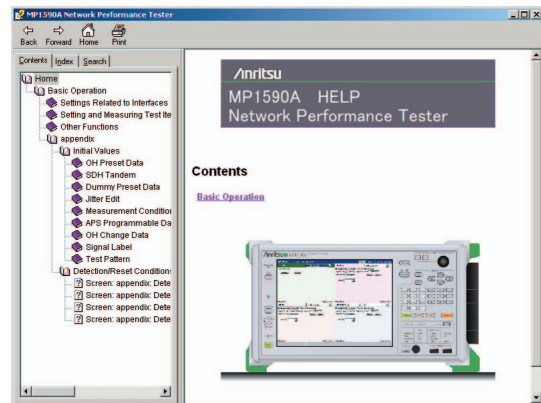 MP1590A Network Performance Tester
Back Forward Home Print
Contents Index Search
Home
Basic Operation
Settings Related to Interfaces
Setting and Measuring Test Ite
Other Functions
appendix
Initial Values
OH Preset Data
SDH Tandem
Dummy Preset Data
Jitter Edit
Measurement Condition
APS Programmable Da
OH Change Data
Signal Label
Test Pattern
Detection/Reset Condition
Screen: appendix: Dete
Screen: appendix: Dete
Screen: appendix: Dete
Screen: appendix: Dete
Anritsu
MP1590A HELP
Network Performance Tester
Contents
Basic Operation
Anritsu